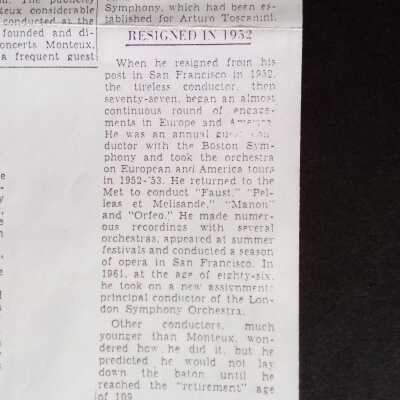 on. The publicity
teux considerable
conducted at the
founded and di-
oncerts Monteux,
a frequent guest
Symphony, which had been es-
tablished for Arturo Toscanini.
RESIGNED IN 1952
When he resigned from his
post in San Francisco in 1952,
the tireless conductor, then
seventy-seven, began an almost
continuous round of engage-
ments in Europe and America.
He was an annual guest con-
ductor with the Boston Sym-
phony and took the orchestra
on European and America tours
in 1952-'53. He returned to the
Met to conduct "Faust," "Pel-
leas et Melisande," "Manon"
and "Orfeo." He made numer-
ous recordings with several
orchestras, appeared at summer
festivals and conducted a season
of opera in San Francisco. In
1961, at the age of eighty-six,
he took on a new assignment:
principal conductor of the Lon-
don Symphony Orchestra.
Other conductors, much
younger than Monteux, won-
dered how he did it, but he
predicted he would not lay
down the baton until he
reached the "retirement" age
of 109.